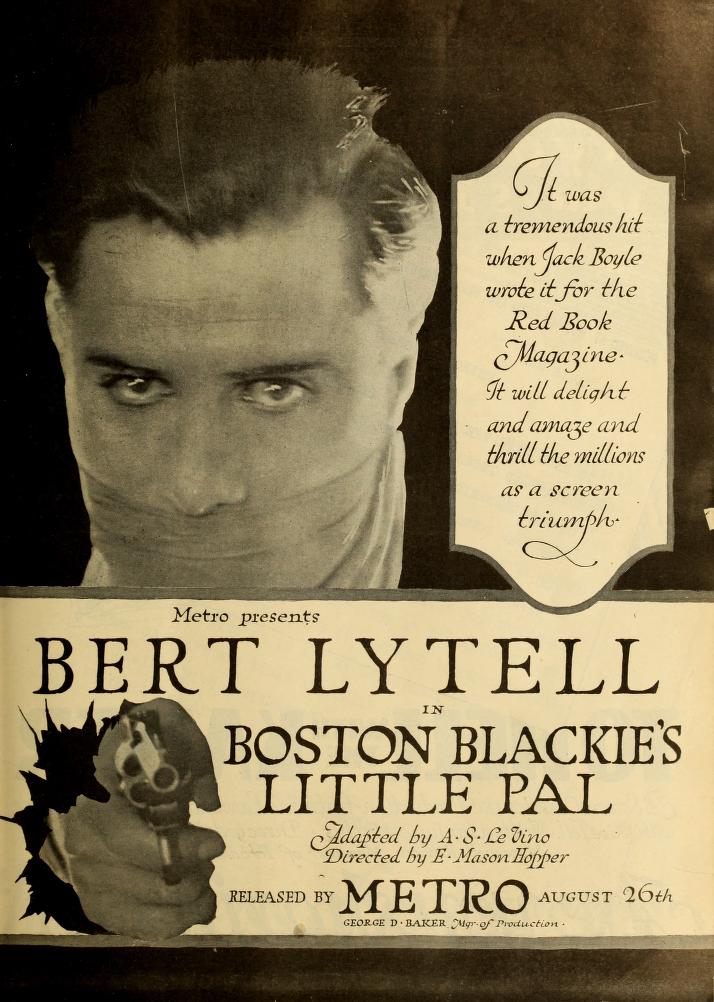 It was
a tremendous hit
when Jack Boyle
wrote it for the
Red Book
Magazine.
It will delight
and amaze and
thrill the millions
as a screen
triumph.
Metro presents
BERT LYTELL
IN
BOSTON BLACKIE'S
LITTLE PAL
Adapted by A. S. Le Vino
Directed by E. Mason Hopper
RELEASED BY METRO AUGUST 26th
GEORGE D. BAKER Mgr. of Production.